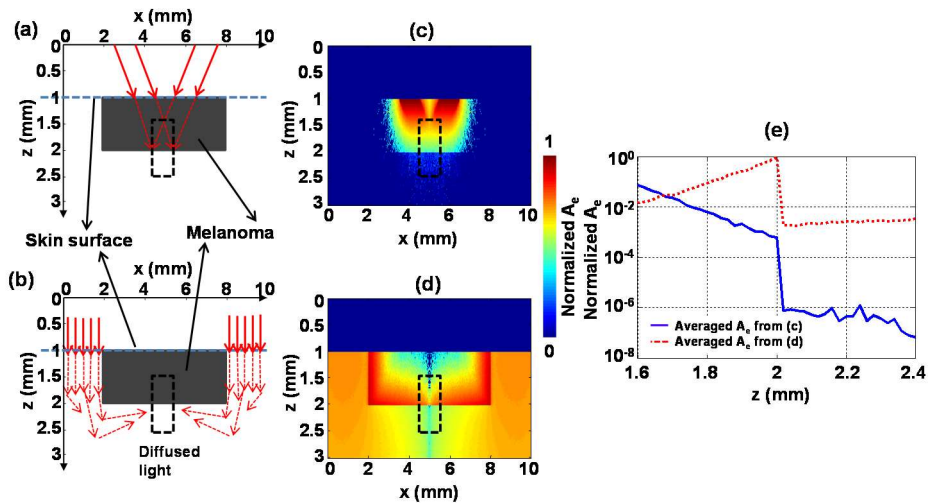 (a)
x (mm)
0 2 4 6 8 10
0
0.5
1
1.5
2
2.5
3
z (mm)
Skin surface
Melanoma
(b)
x (mm)
0 2 4 6 8 10
0
0.5
1
1.5
2
2.5
3
z (mm)
Diffused
light
(c)
0
0.5
1
1.5
2
2.5
3
z (mm)
0 2 4 6 8 10
x (mm)
(d)
0
0.5
1
1.5
2
2.5
3
z (mm)
0 2 4 6 8 10
x (mm)
1
0
Normalized Aₑ
(e)
Normalized Aₑ
10⁰
10⁻²
10⁻⁴
10⁻⁶
10⁻⁸
Averaged Aₑ from (c)
Averaged Aₑ from (d)
1.6 1.8 2 2.2 2.4
z (mm)